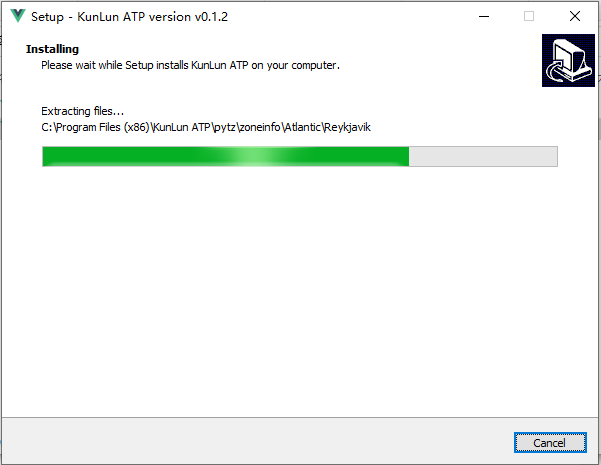 Setup - KunLun ATP version v0.1.2
Installing
Please wait while Setup installs KunLun ATP on your computer.
Extracting files...
C:\Program Files (x86)\KunLun ATP\pytz\zoneinfo\Atlantic\Reykjavik
Cancel